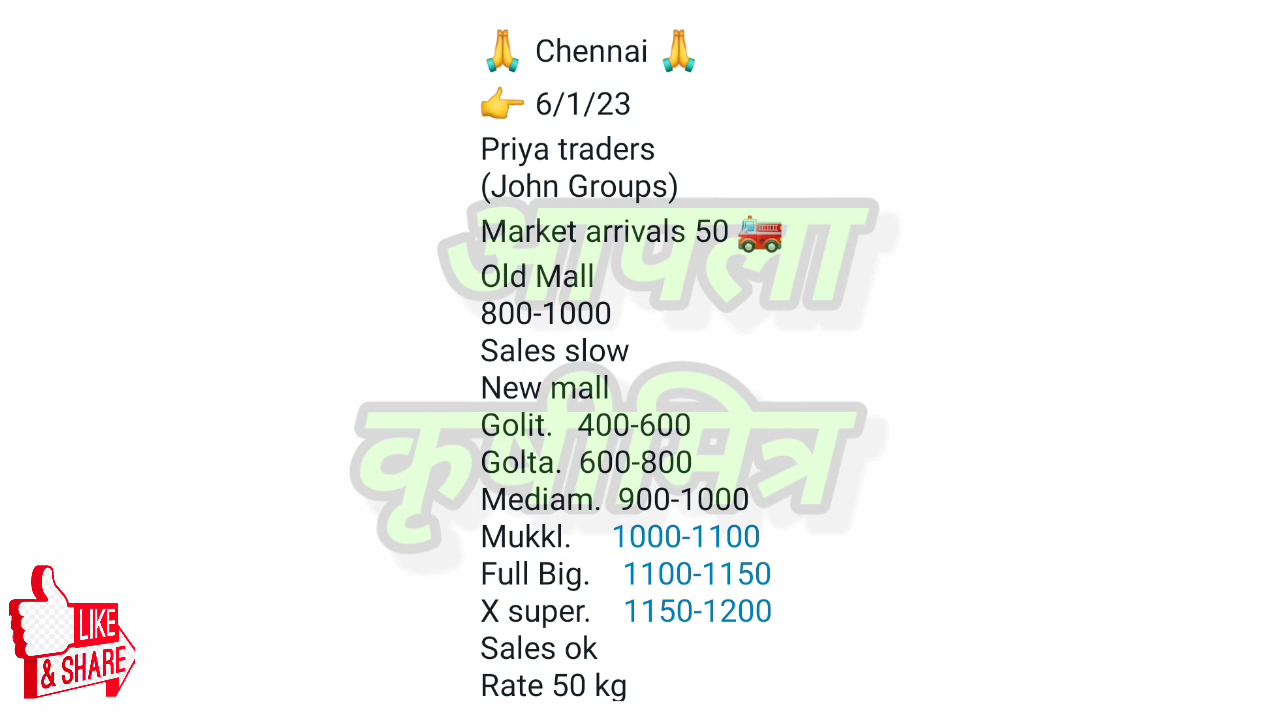 🙏 Chennai 🙏
👉 6/1/23
Priya traders
(John Groups)
Market arrivals 50 🚒
Old Mall
800-1000
Sales slow
New mall
Golit. 400-600
Golta. 600-800
Mediam. 900-1000
Mukkl. 1000-1100
Full Big. 1100-1150
X super. 1150-1200
Sales ok
Rate 50 kg
आपला
कृषीमित्र
LIKE
& SHARE